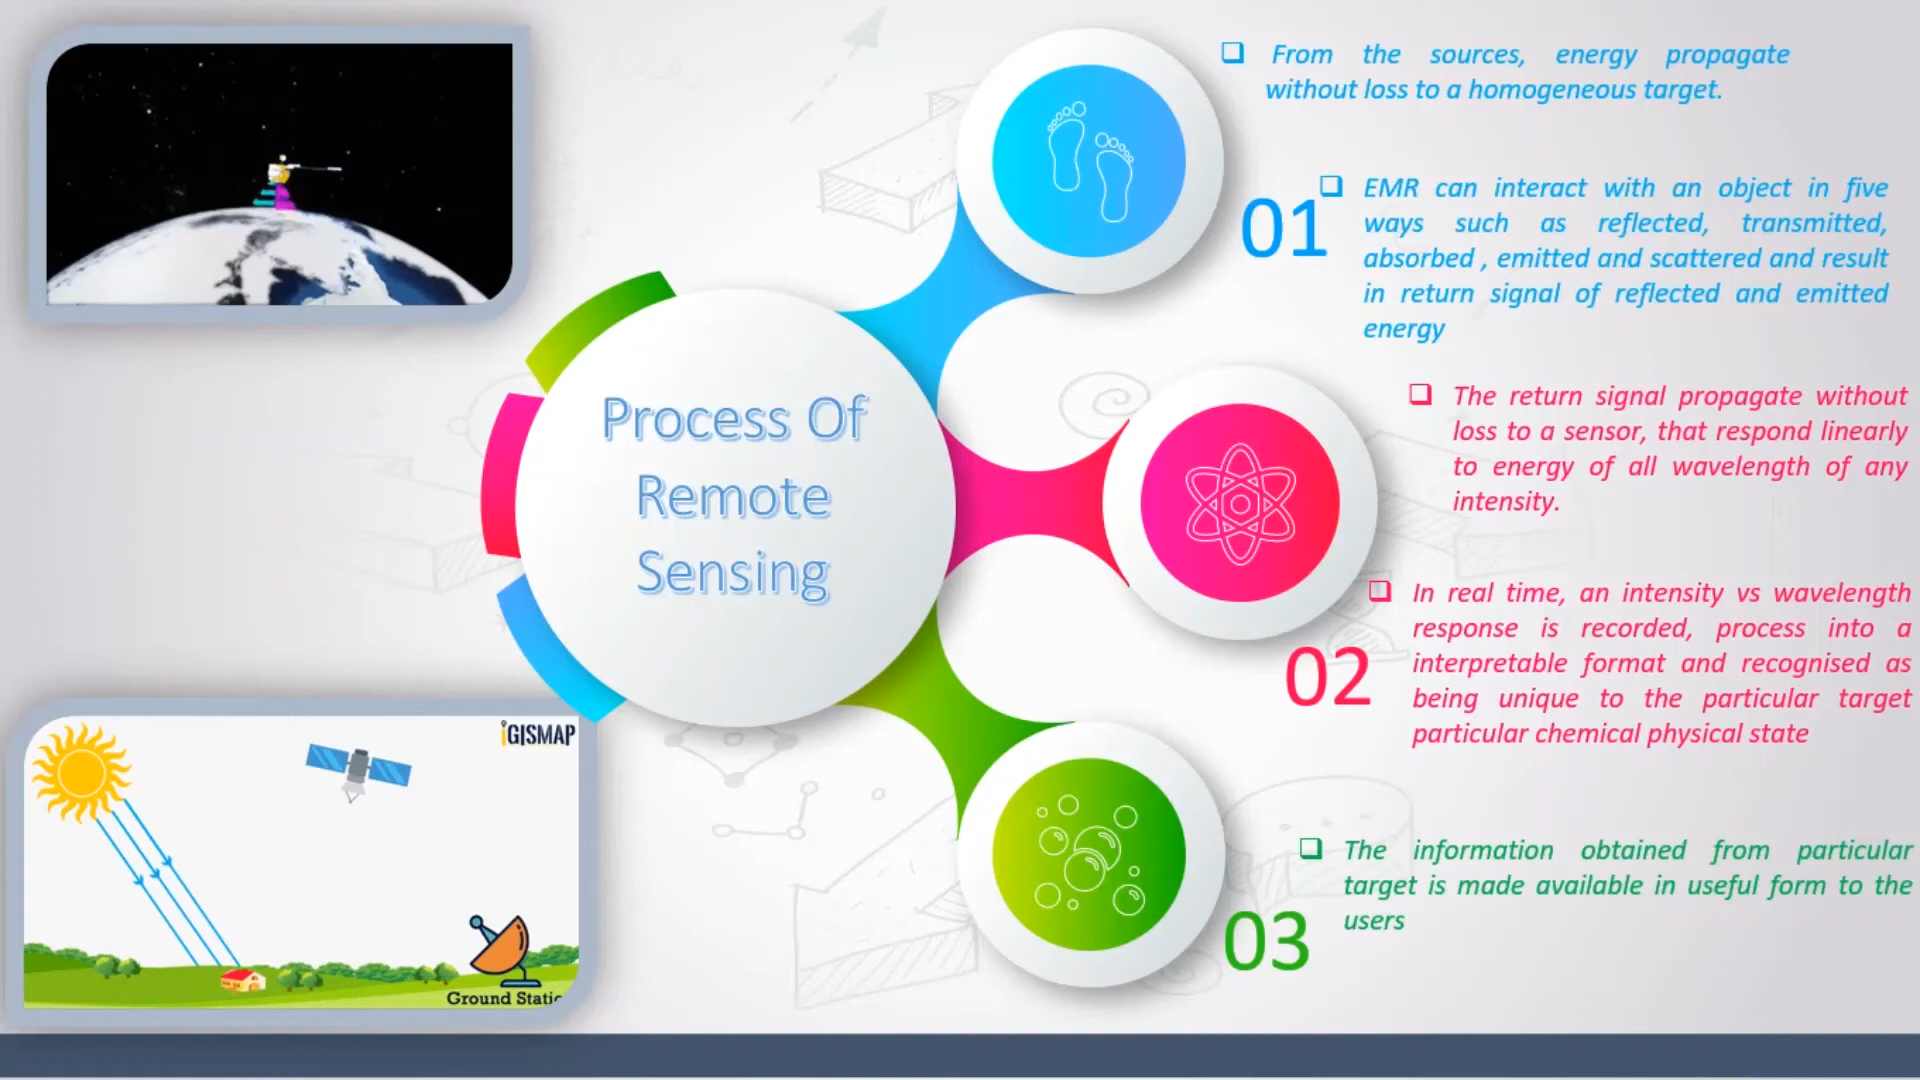 From the sources, energy propagate
without loss to a homogeneous target.
01
EMR can interact with an object in five
ways such as reflected, transmitted,
absorbed , emitted and scattered and result
in return signal of reflected and emitted
energy
Process Of
Remote
Sensing
The return signal propagate without
loss to a sensor, that respond linearly
to energy of all wavelength of any
intensity.
02
In real time, an intensity vs wavelength
response is recorded, process into a
interpretable format and recognised as
being unique to the particular target
particular chemical physical state
03
The information obtained from particular
target is made available in useful form to the
users
iGISMAP
Ground Static